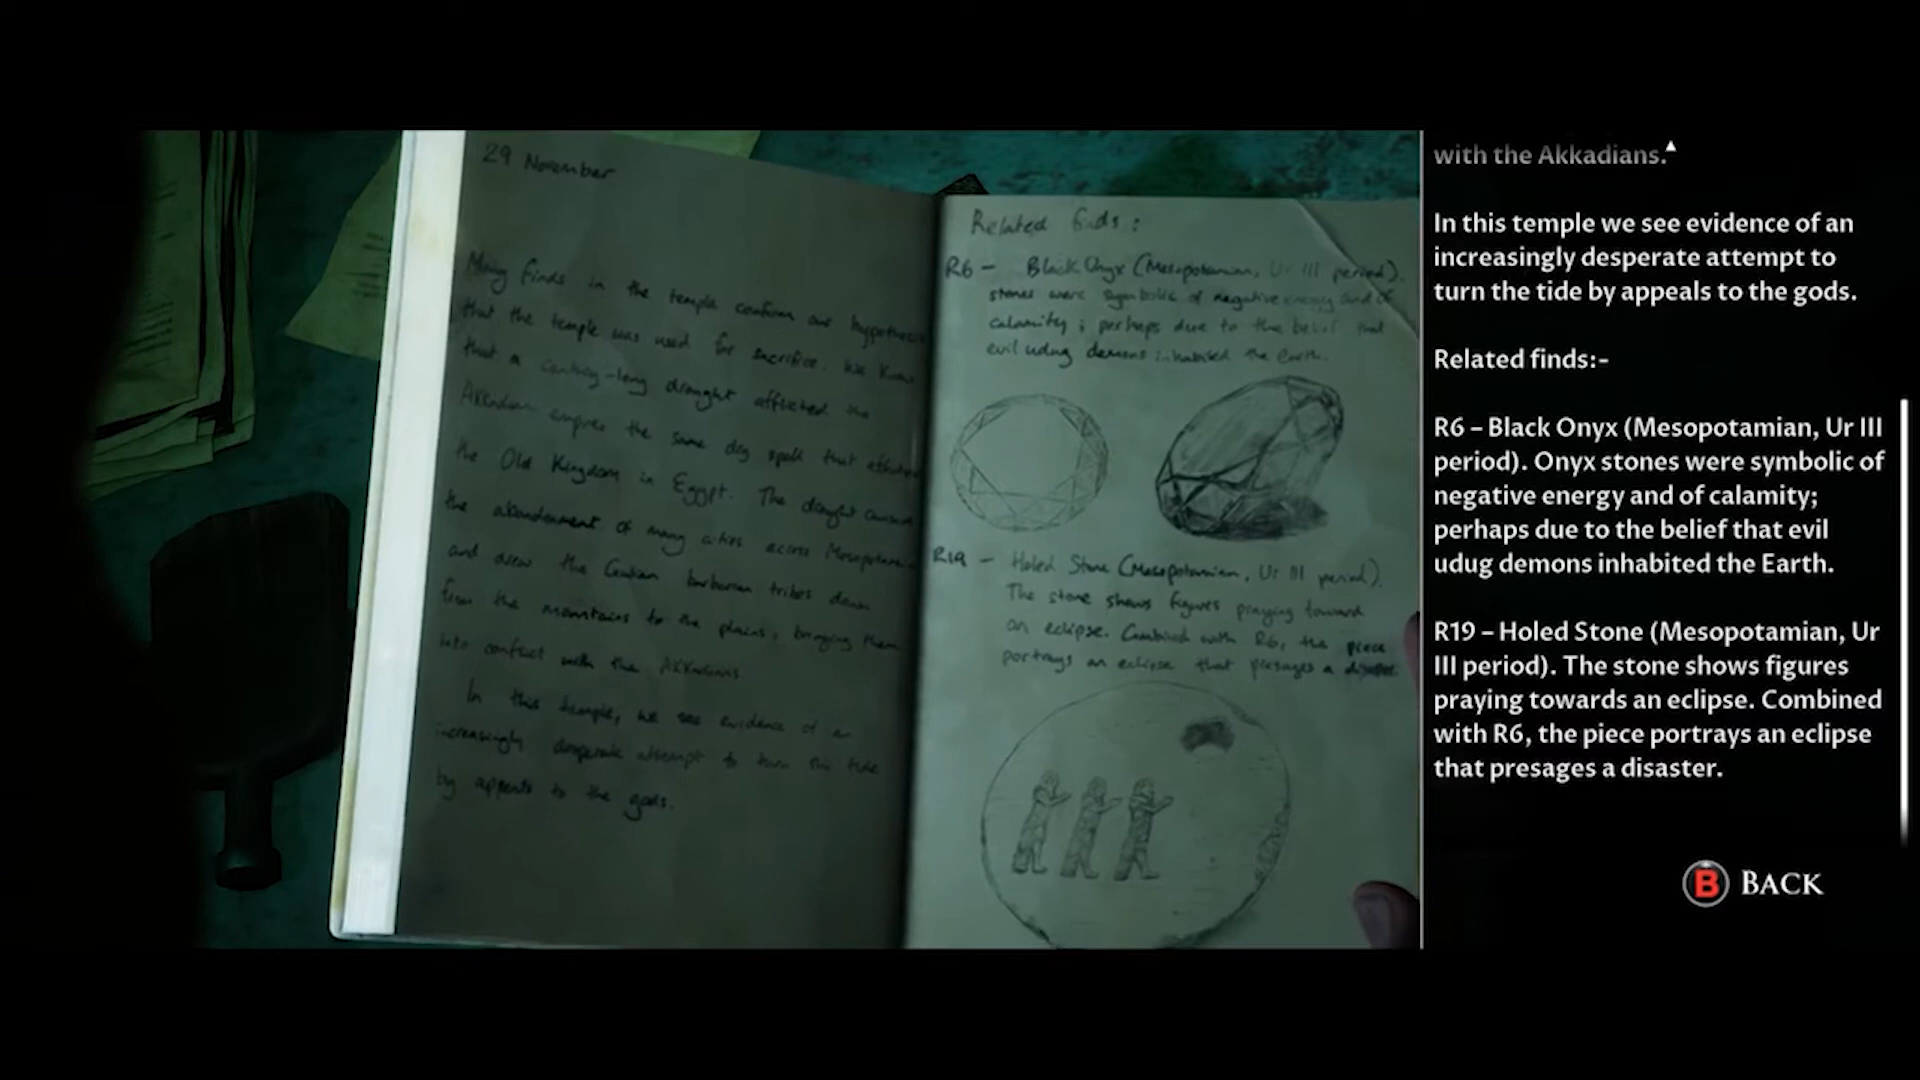 29 November
Many finds in the temple confirm our hypothesis
that the temple was used for sacrifice. We know
that a century-long drought afflicted the
Akkadian empire the same dry spell that affected
the Old Kingdom in Egypt. The drought caused
the abandonment of many cities across Mesopotamia
and drew the Gutian barbarian tribes down
from the mountains to the plains, bringing them
into conflict with the Akkadians
In this temple, we see evidence of an
increasingly desperate attempt to turn the tide
by appeals to the gods.
Related finds:
R6 - Black Onyx (Mesopotamian, Ur III period).
stones were symbolic of negative energy and of
calamity; perhaps due to the belief that
evil udug demons inhabited the Earth.
R19 - Holed Stone (Mesopotamian, Ur III period).
The stone shows figures praying toward
an eclipse. Combined with R6, the piece
portrays an eclipse that presages a disaster
with the Akkadians.
In this temple we see evidence of an
increasingly desperate attempt to
turn the tide by appeals to the gods.
Related finds:-
R6 – Black Onyx (Mesopotamian, Ur III
period). Onyx stones were symbolic of
negative energy and of calamity;
perhaps due to the belief that evil
udug demons inhabited the Earth.
R19 – Holed Stone (Mesopotamian, Ur
III period). The stone shows figures
praying towards an eclipse. Combined
with R6, the piece portrays an eclipse
that presages a disaster.
B BACK